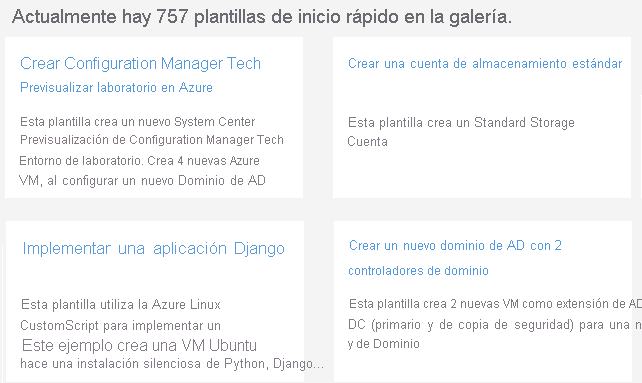 Actualmente hay 757 plantillas de inicio rápido en la galería.
Crear Configuration Manager Tech
Previsualizar laboratorio en Azure
Esta plantilla crea un nuevo System Center
Previsualización de Configuration Manager Tech
Entorno de laboratorio. Crea 4 nuevas Azure
VM, al configurar un nuevo Dominio de AD
Crear una cuenta de almacenamiento estándar
Esta plantilla crea un Standard Storage
Cuenta
Implementar una aplicación Django
Esta plantilla utiliza la Azure Linux
CustomScript para implementar un
Este ejemplo crea una VM Ubuntu
hace una instalación silenciosa de Python, Django...
Crear un nuevo dominio de AD con 2
controladores de dominio
Esta plantilla crea 2 nuevas VM como extensión de AD
DC (primario y de copia de seguridad) para una n
y de Dominio